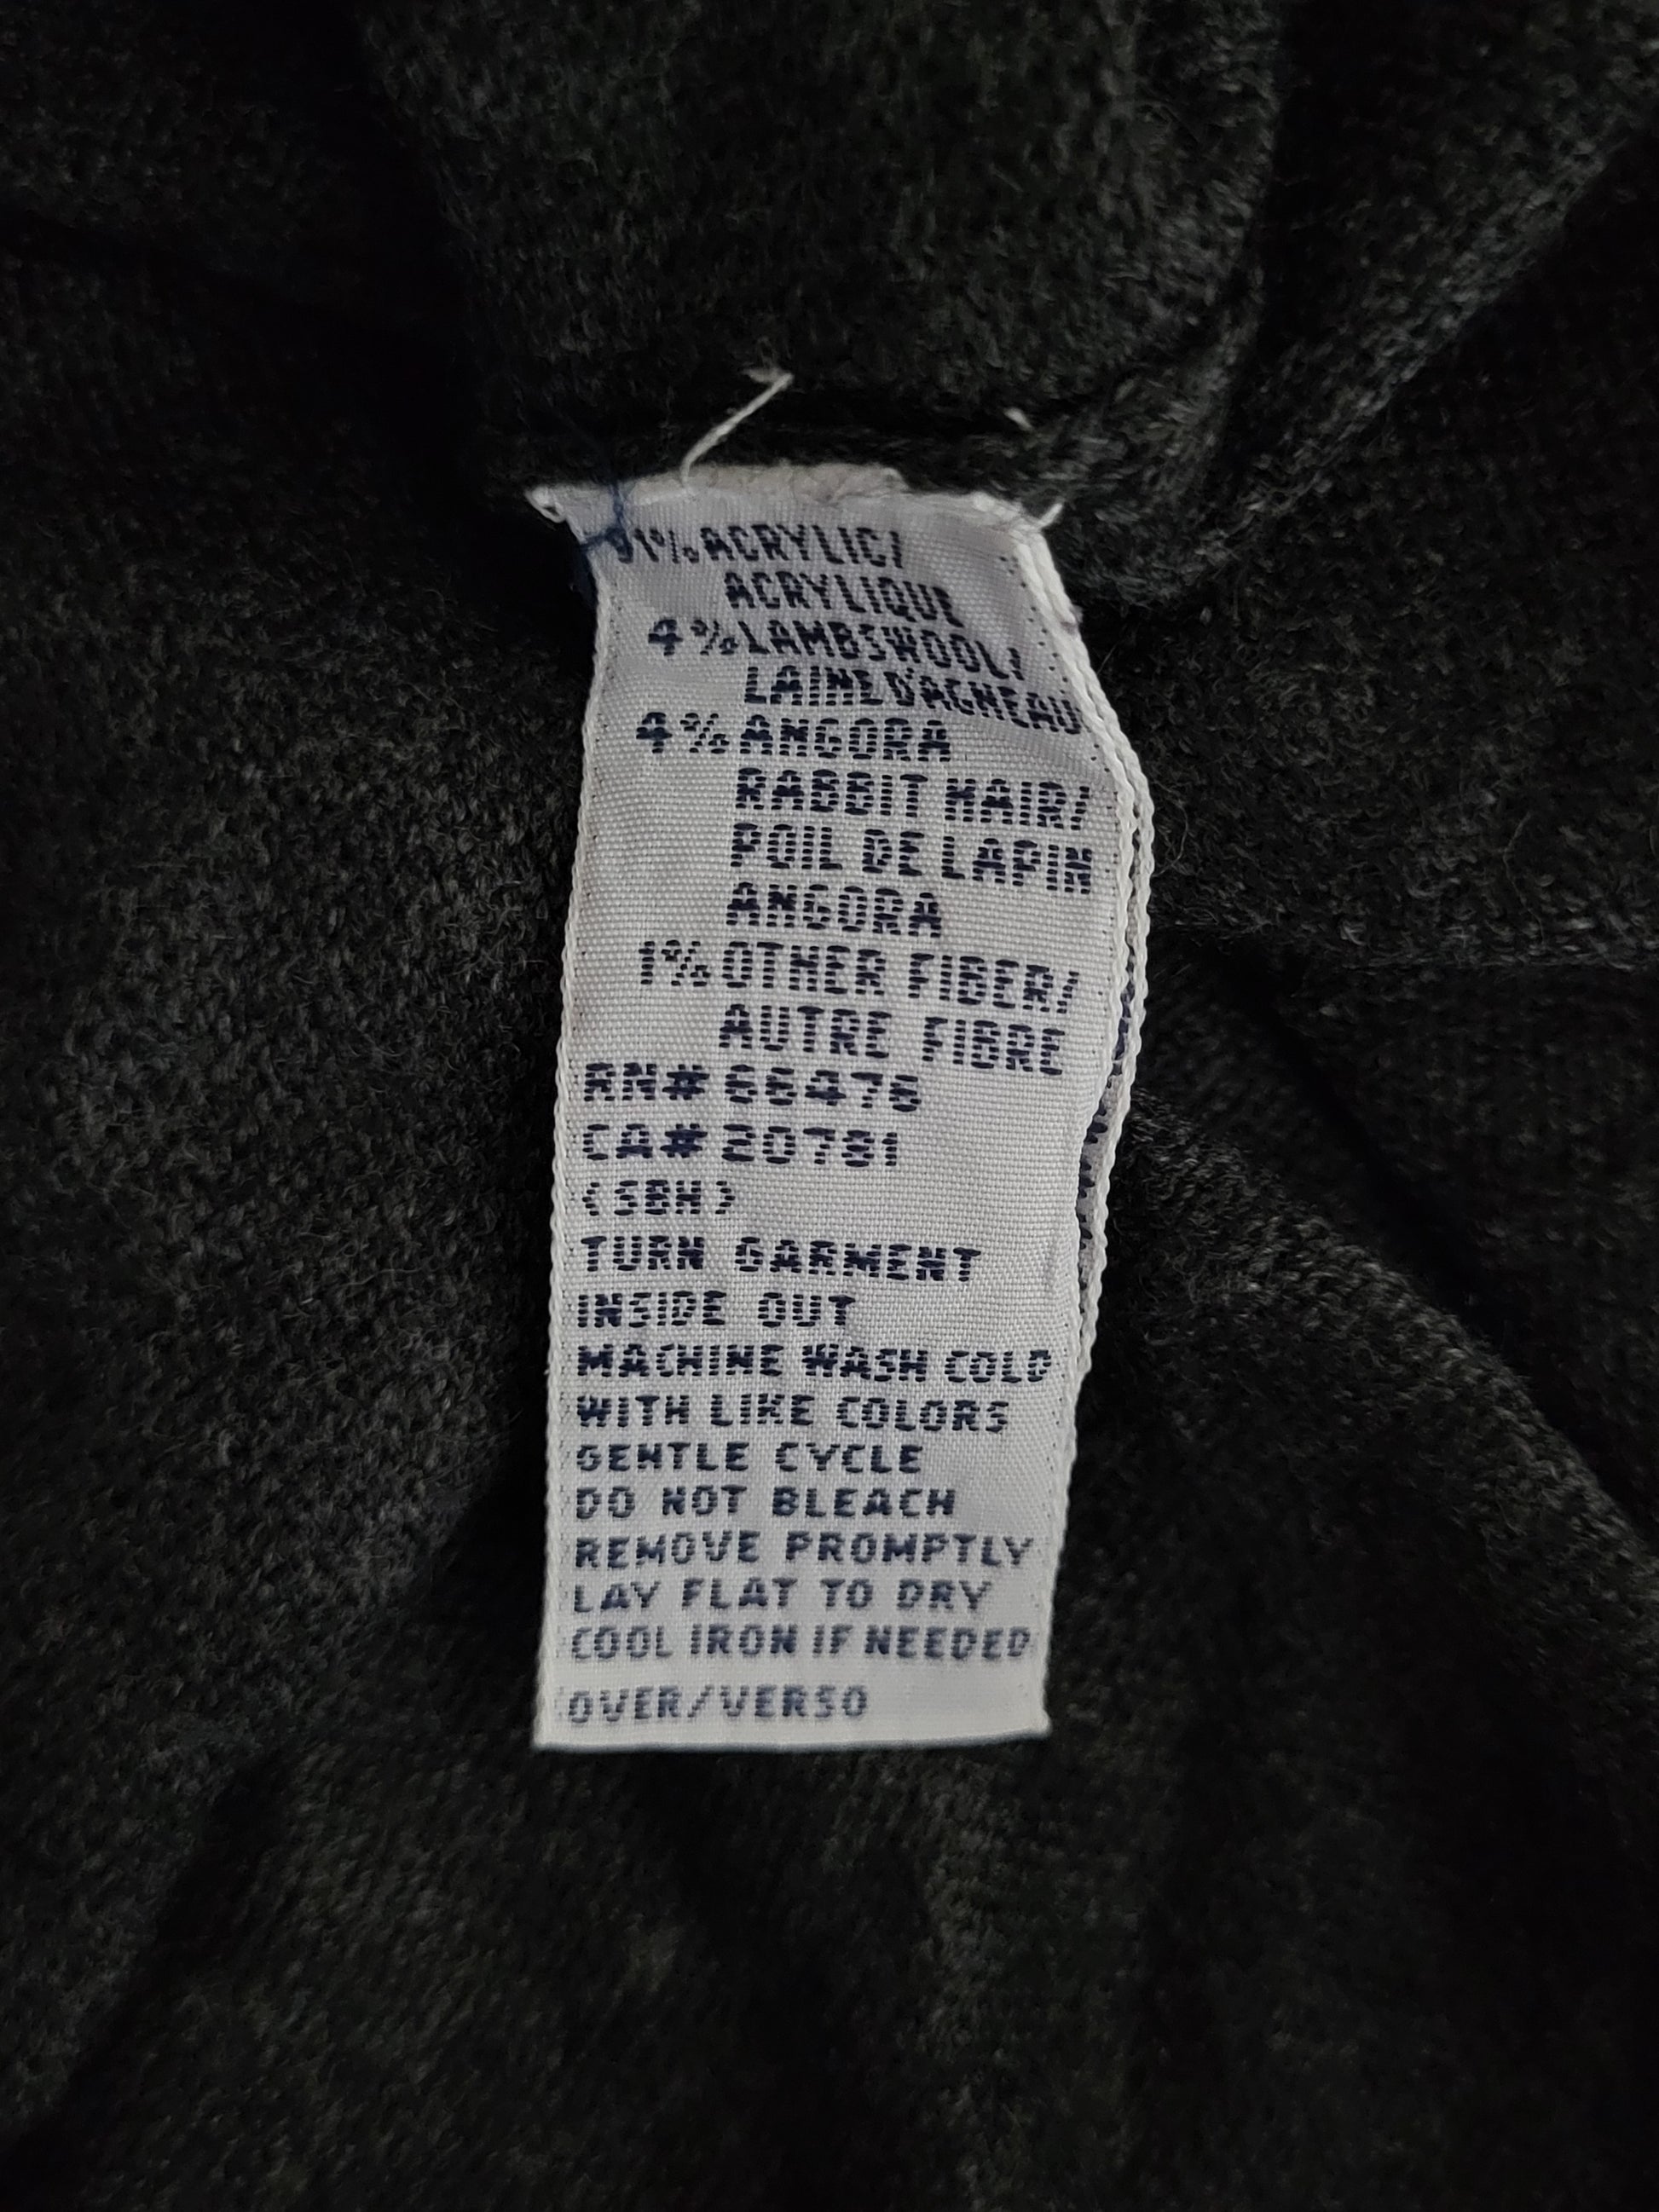 91% ACRYLIC/
ACRYLIQUE
4% LAMBSWOOL/
LAINE D'AGNEAU
4% ANGORA
RABBIT HAIR/
POIL DE LAPIN
ANGORA
1% OTHER FIBER/
AUTRE FIBRE
RN# 66476
CA# 20781
(SBH)
TURN GARMENT
INSIDE OUT
MACHINE WASH COLD
WITH LIKE COLORS
GENTLE CYCLE
DO NOT BLEACH
REMOVE PROMPTLY
LAY FLAT TO DRY
COOL IRON IF NEEDED
OVER/VERSO